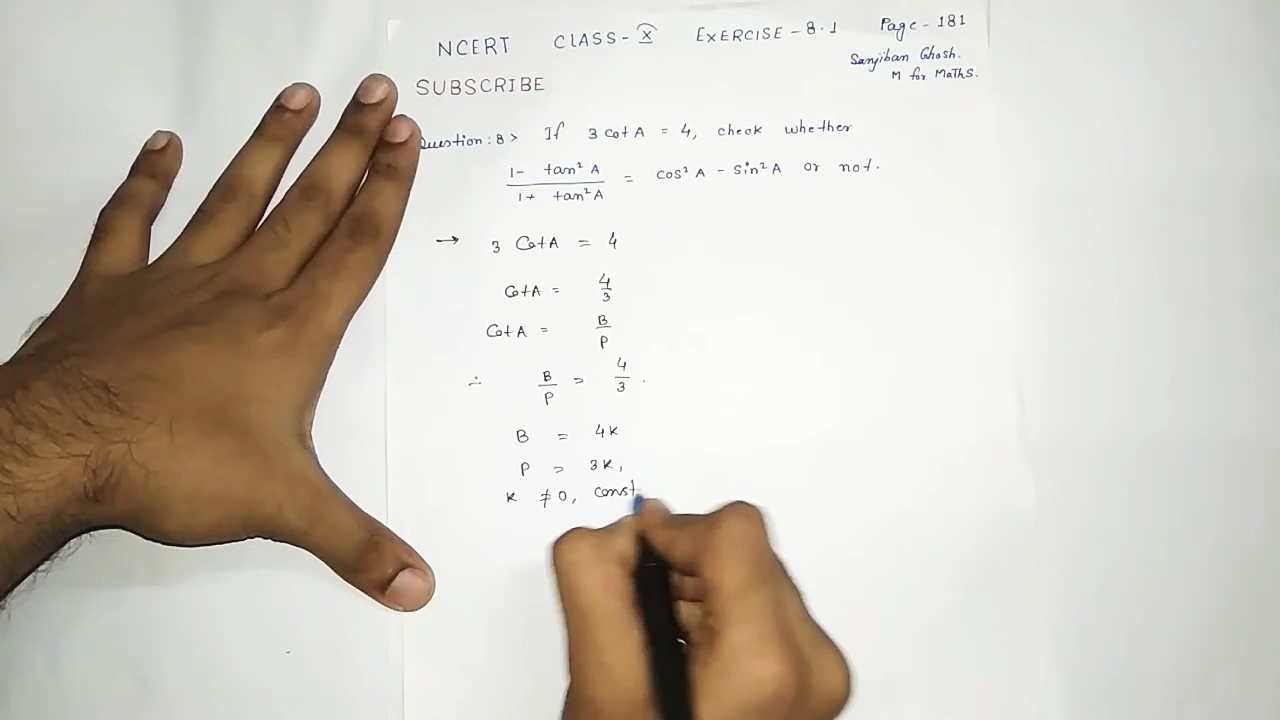 NCERT CLASS-X EXERCISE-8.1 Page-181
Sanjiban Ghosh.
M for MaThS.
SUBSCRIBE
Question:8> If 3 Cot A = 4, check whether
1- tan² A / 1+ tan² A = cos² A - Sin² A or not.
→ 3 Cot A = 4
Cot A = 4/3
Cot A = B/P
∴ B/P = 4/3.
B = 4K
P = 3K,
K ≠ 0, const